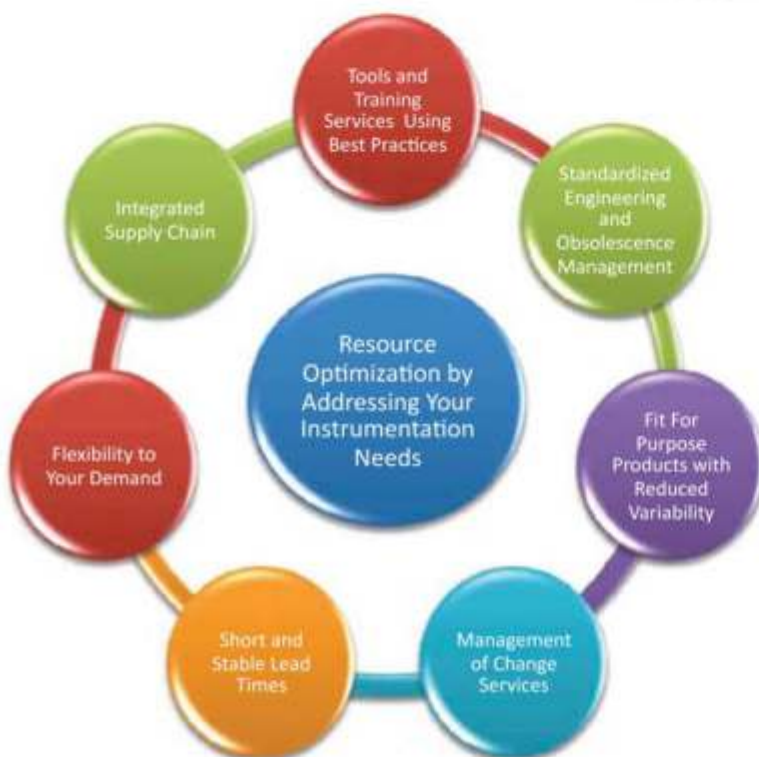 Tools and
Training
Services Using
Best Practices
Standardized
Engineering
and
Obsolescence
Management
Fit For
Purpose
Products with
Reduced
Variability
Management
of Change
Services
Short and
Stable Lead
Times
Flexibility to
Your Demand
Integrated
Supply Chain
Resource
Optimization by
Addressing Your
Instrumentation
Needs